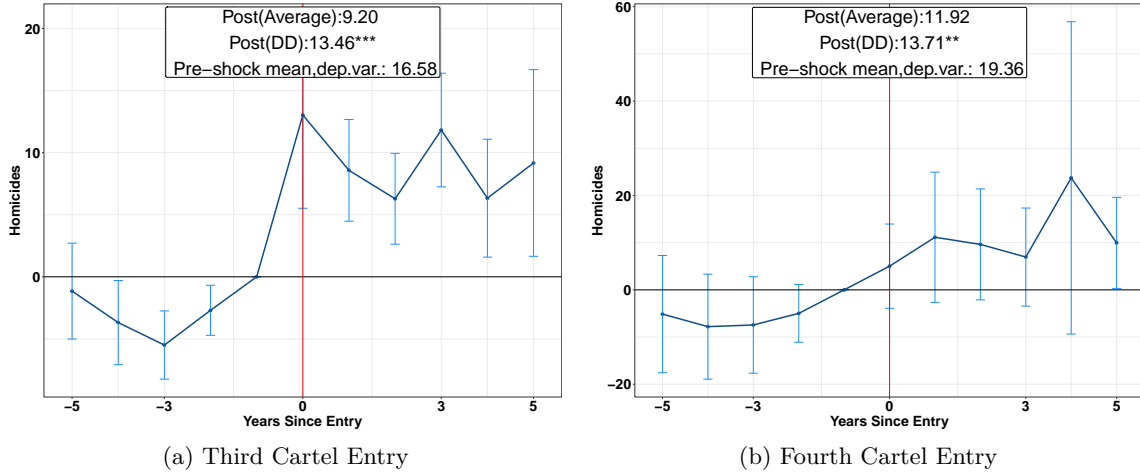 Post(Average):9.20
Post(DD):13.46***
Pre−shock mean,dep.var.: 16.58
20
10
0
Homicides
−5
−3
0
3
5
Years Since Entry
(a) Third Cartel Entry
Post(Average):11.92
Post(DD):13.71**
Pre−shock mean,dep.var.: 19.36
60
40
20
0
−20
Homicides
−5
−3
0
3
5
Years Since Entry
(b) Fourth Cartel Entry